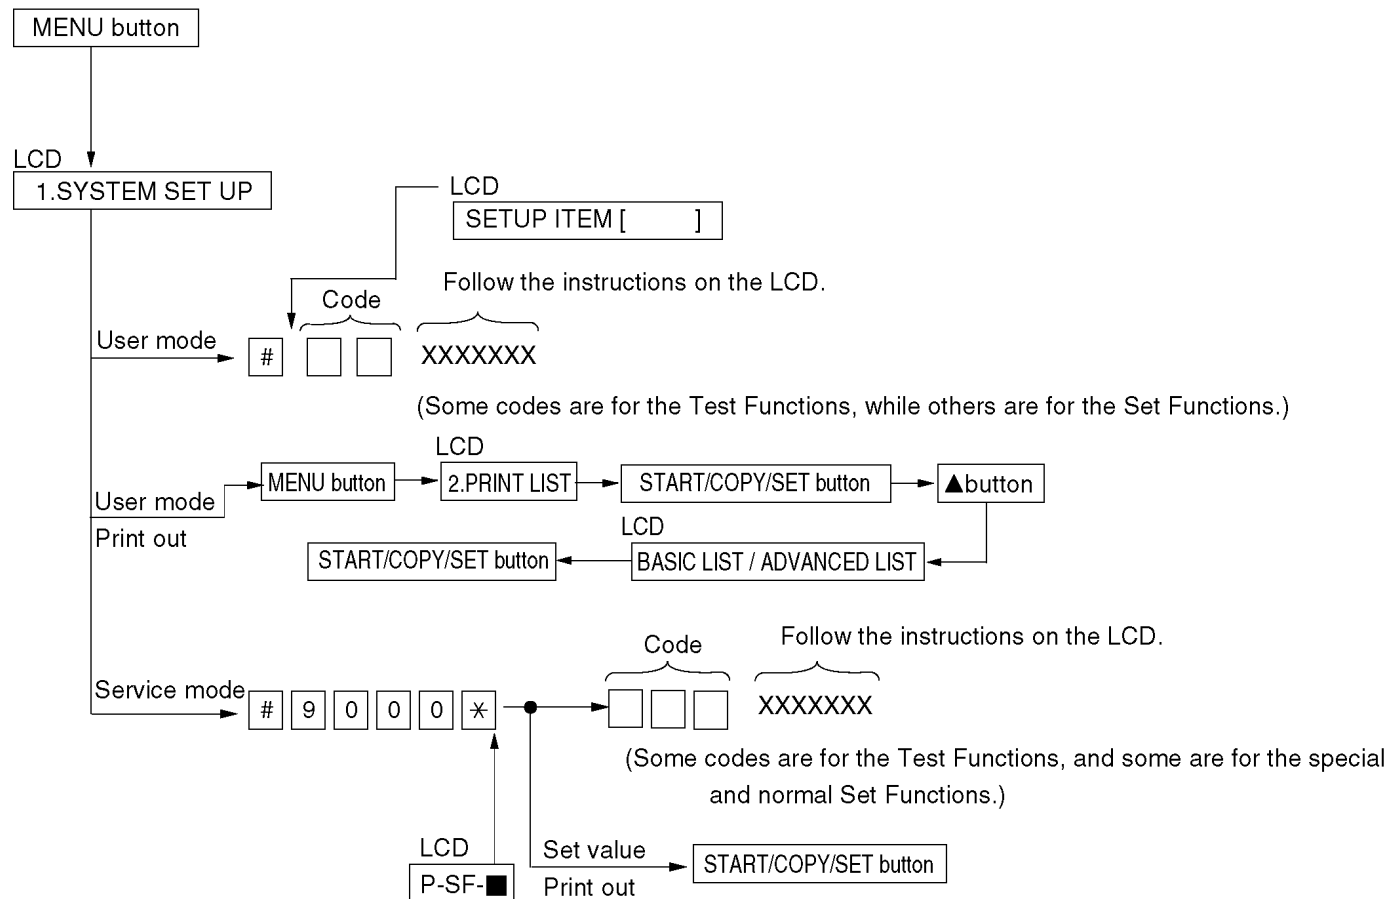 MENU button
LCD
1.SYSTEM SET UP
LCD
SETUP ITEM [ ]
Follow the instructions on the LCD.
Code
User mode
# XXXXXXX
(Some codes are for the Test Functions, while others are for the Set Functions.)
LCD
User mode
MENU button
2.PRINT LIST
START/COPY/SET button
▲button
Print out
LCD
START/COPY/SET button
BASIC LIST / ADVANCED LIST
Follow the instructions on the LCD.
Code
Service mode
# 9 0 0 0 * XXXXXXX
(Some codes are for the Test Functions, and some are for the special
and normal Set Functions.)
LCD
P-SF-■
Set value
Print out
START/COPY/SET button